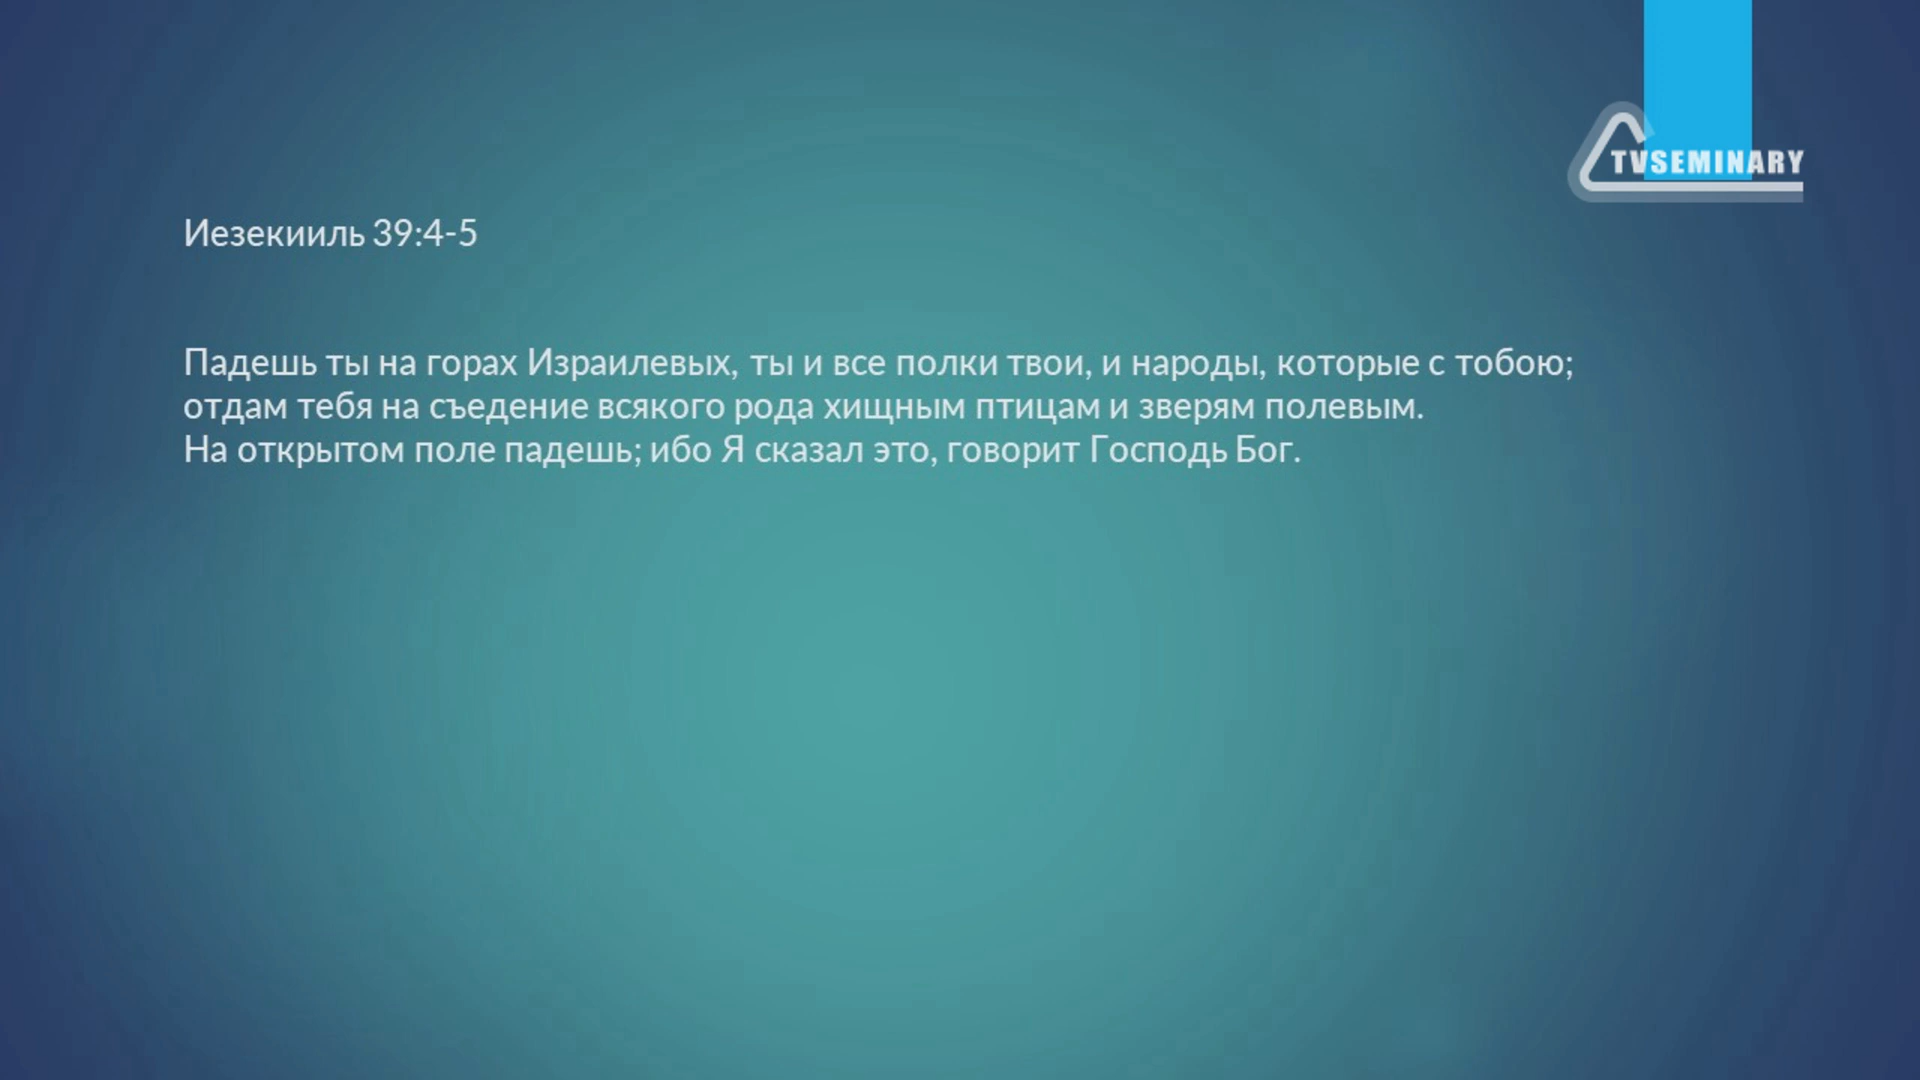 TVSEMINARY
Иезекииль 39:4-5
Падешь ты на горах Израилевых, ты и все полки твои, и народы, которые с тобою;
отдам тебя на съедение всякого рода хищным птицам и зверям полевым.
На открытом поле падешь; ибо Я сказал это, говорит Господь Бог.